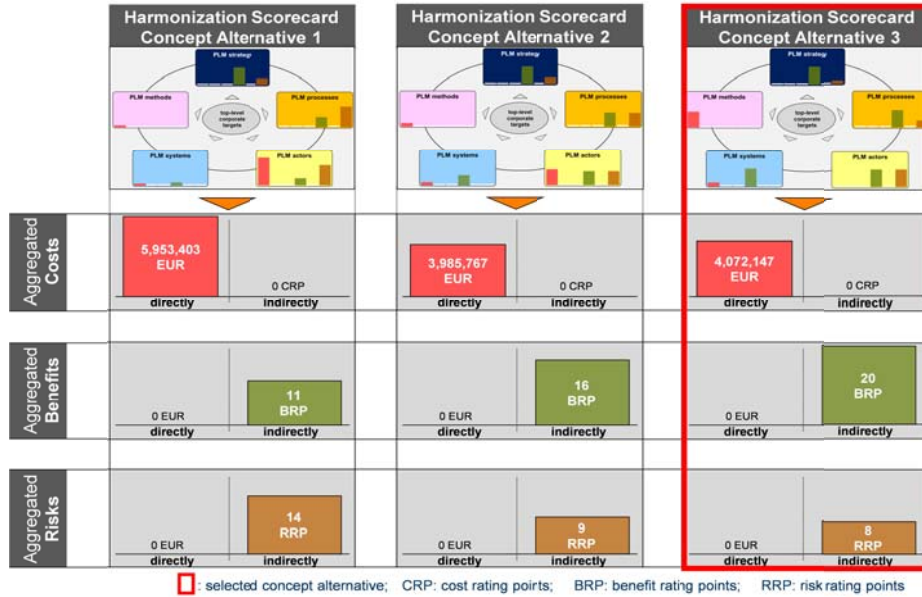 Harmonization Scorecard
Concept Alternative 1
Harmonization Scorecard
Concept Alternative 2
Harmonization Scorecard
Concept Alternative 3
PLM strategy
PLM methods
PLM processes
top-level
corporate
targets
PLM systems
PLM actors
PLM strategy
PLM methods
PLM processes
top-level
corporate
targets
PLM systems
PLM actors
PLM strategy
PLM methods
PLM processes
top-level
corporate
targets
PLM systems
PLM actors
Aggregated
Costs
5,953,403
EUR
0 CRP
directly
indirectly
3,985,767
EUR
0 CRP
directly
indirectly
4,072,147
EUR
0 CRP
directly
indirectly
Aggregated
Benefits
0 EUR
11
BRP
directly
indirectly
0 EUR
16
BRP
directly
indirectly
0 EUR
20
BRP
directly
indirectly
Aggregated
Risks
0 EUR
14
RRP
directly
indirectly
0 EUR
9
RRP
directly
indirectly
0 EUR
8
RRP
directly
indirectly
: selected concept alternative; CRP: cost rating points; BRP: benefit rating points; RRP: risk rating points